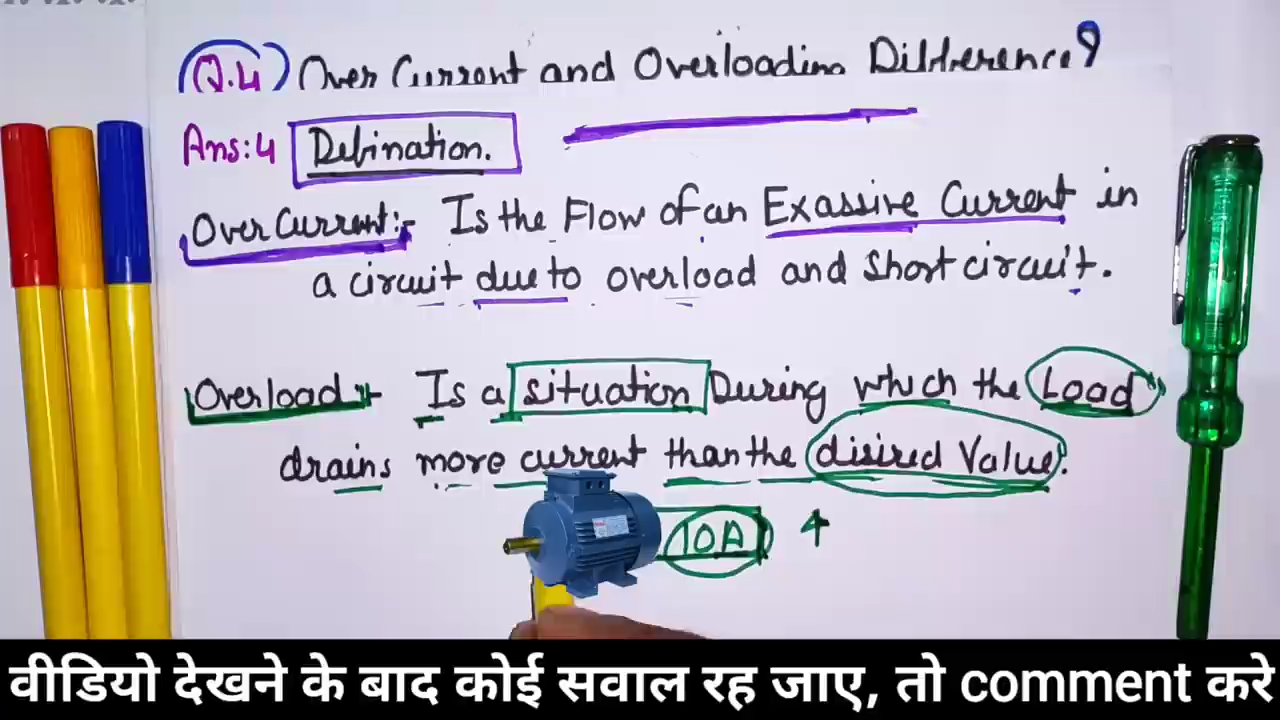 Q.4) Over Current and Overloading Difference?
Ans:4 Defination.
Over Current:- Is the Flow of an Exassive Current in
a circuit due to overload and Short circuit.
Overload:- Is a situation During which the Load
drains more current than the disired Value.
10A 4
वीडियो देखने के बाद कोई सवाल रह जाए, तो comment करे